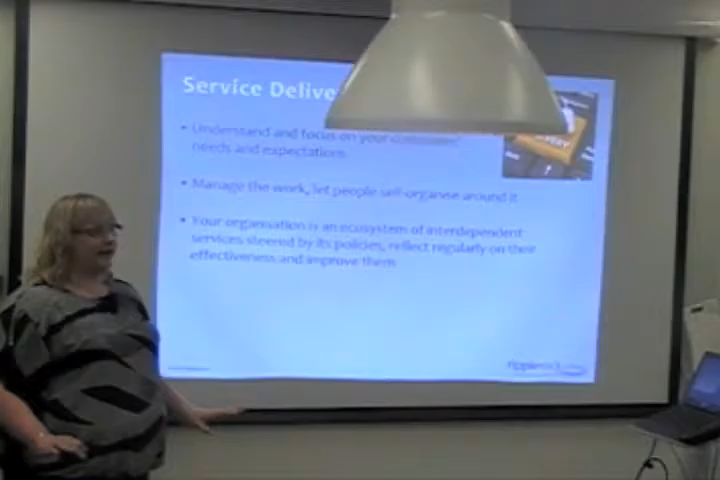 Service Delive
• Understand and focus on your customers'
needs and expectations
• Manage the work, let people self-organise around it
• Your organisation is an ecosystem of interdependent
services steered by its policies, reflect regularly on their
effectiveness and improve them
ripplerock